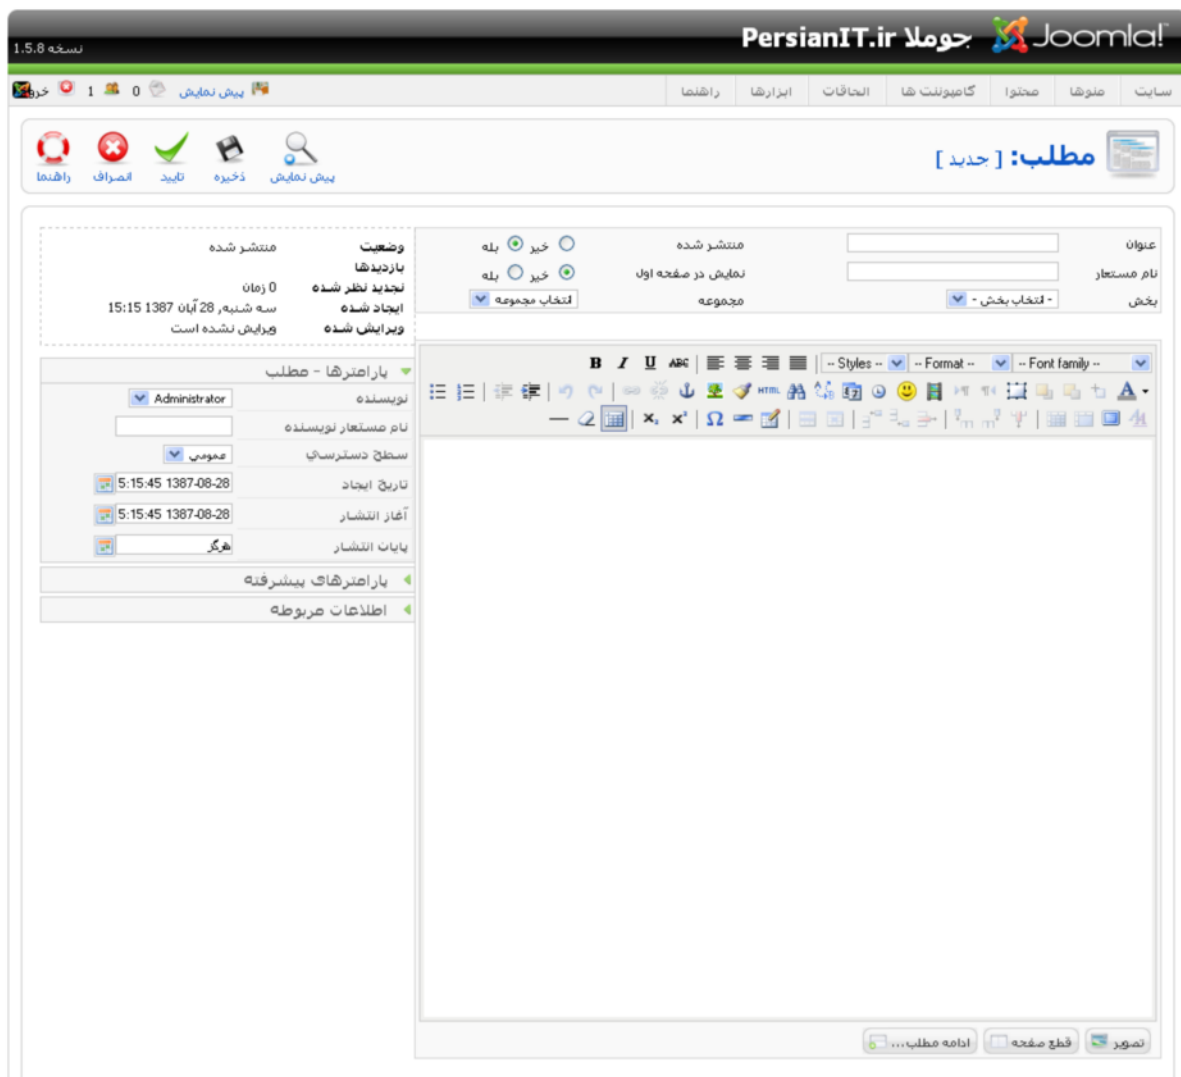 Joomla! جوملا PersianIT.ir
نسخه 1.5.8
سایت منوها محتوا کامپوننت ها الحاقات ابزارها راهنما
پیش نمایش 0 1
مطلب: [ جدید ]
پیش نمایش ذخیره تایید انصراف راهنما
عنوان منتشر شده خیر بله
نام مستعار نمایش در صفحه اول خیر بله
بخش - انتخاب بخش - مجموعه انتخاب مجموعه
وضعیت منتشر شده
بازدیدها
تجدید نظر شده 0 زمان
ایجاد شده سه شنبه, 28 آبان 1387 15:15
ویرایش شده ویرایش نشده است
B I U ABC -- Styles -- -- Format -- -- Font family --
HTML
پارامترها - مطلب
نویسنده Administrator
نام مستعار نویسنده
سطح دسترسي عمومی
تاریخ ایجاد 5:15:45 1387-08-28
آغاز انتشار 5:15:45 1387-08-28
پایان انتشار هرگز
پارامترهای پیشرفته
اطلاعات مربوطه
تصویر قطع صفحه ادامه مطلب...